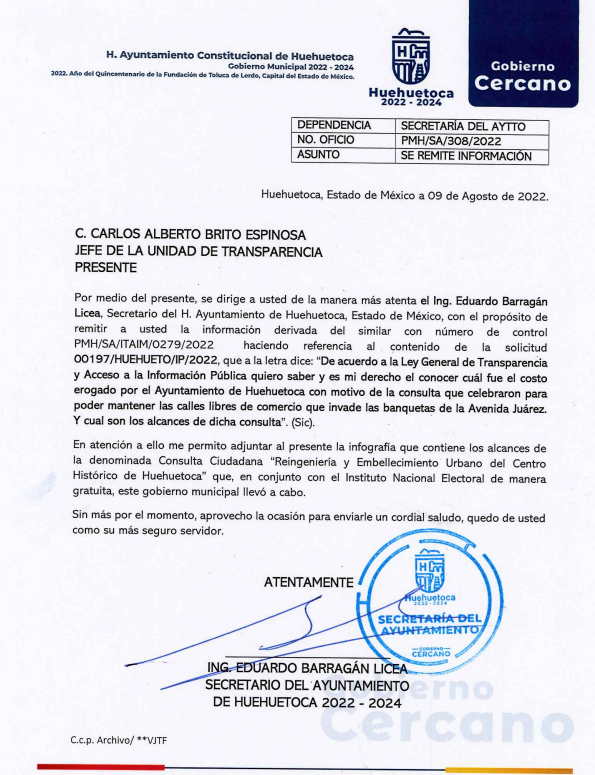 H. Ayuntamiento Constitucional de Huehuetoca
Gobierno Municipal 2022 - 2024
2022. Año del Quincentenario de la Fundación de Toluca de Lerdo, Capital del Estado de México.
Huehuetoca
2022 - 2024
Gobierno
Cercano
DEPENDENCIA SECRETARÍA DEL AYTTO
NO. OFICIO PMH/SA/308/2022
ASUNTO SE REMITE INFORMACIÓN
Huehuetoca, Estado de México a 09 de Agosto de 2022.
C. CARLOS ALBERTO BRITO ESPINOSA
JEFE DE LA UNIDAD DE TRANSPARENCIA
PRESENTE
Por medio del presente, se dirige a usted de la manera más atenta el Ing. Eduardo Barragán
Licea, Secretario del H. Ayuntamiento de Huehuetoca, Estado de México, con el propósito de
remitir a usted la información derivada del similar con número de control
PMH/SA/ITAIM/0279/2022 haciendo referencia al contenido de la solicitud
00197/HUEHUETO/IP/2022, que a la letra dice: “De acuerdo a la Ley General de Transparencia
y Acceso a la Información Pública quiero saber y es mi derecho el conocer cuál fue el costo
erogado por el Ayuntamiento de Huehuetoca con motivo de la consulta que celebraron para
poder mantener las calles libres de comercio que invade las banquetas de la Avenida Juárez.
Y cual son los alcances de dicha consulta”. (Sic).
En atención a ello me permito adjuntar al presente la infografía que contiene los alcances de
la denominada Consulta Ciudadana “Reingeniería y Embellecimiento Urbano del Centro
Histórico de Huehuetoca” que, en conjunto con el Instituto Nacional Electoral de manera
gratuita, este gobierno municipal llevó a cabo.
Sin más por el momento, aprovecho la ocasión para enviarle un cordial saludo, quedo de usted
como su más seguro servidor.
ATENTAMENTE
Huehuetoca
2022 - 2024
SECRETARÍA DEL
AYUNTAMIENTO
GOBIERNO
CERCANO
ING. EDUARDO BARRAGÁN LICEA
SECRETARIO DEL AYUNTAMIENTO
DE HUEHUETOCA 2022 - 2024
Gobierno
Cercano
C.c.p. Archivo/ **VJTF